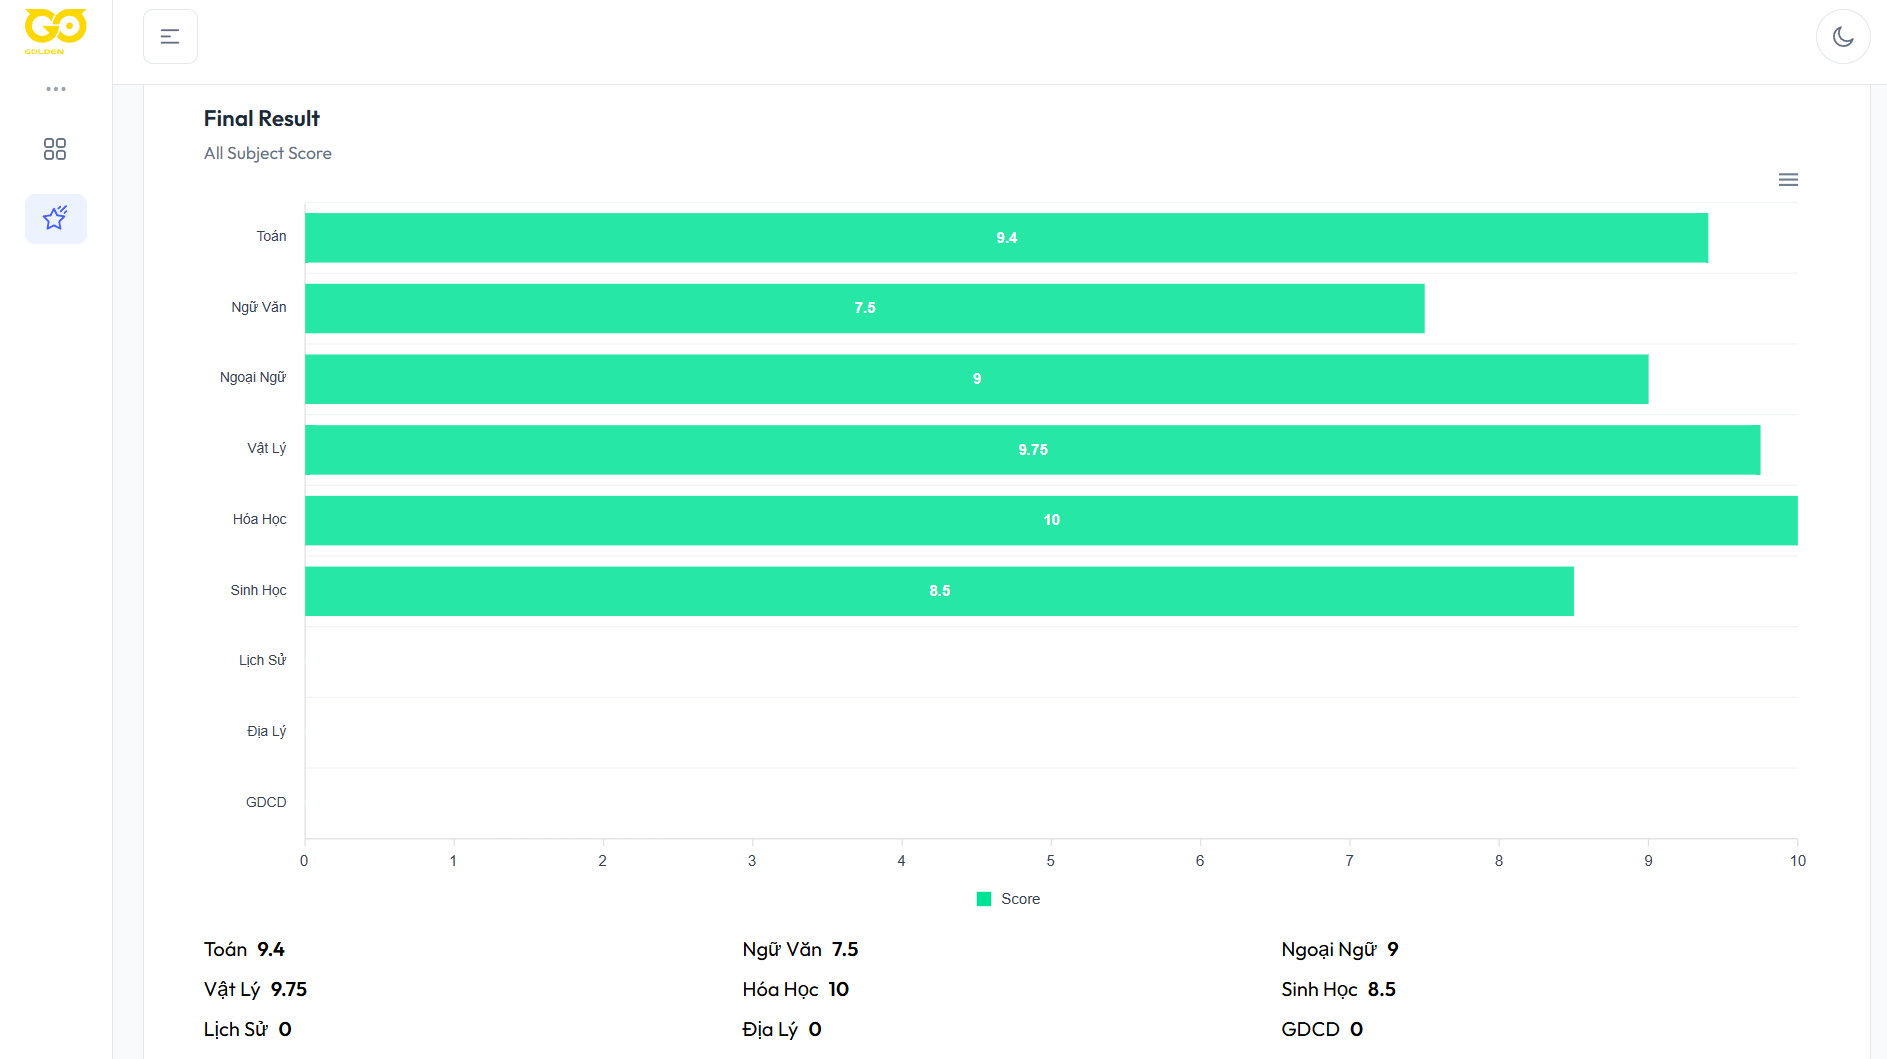 GO
GOLDEN
Final Result
All Subject Score
Toán 9.4
Ngữ Văn 7.5
Ngoại Ngữ 9
Vật Lý 9.75
Hóa Học 10
Sinh Học 8.5
Lịch Sử
Địa Lý
GDCD
0 1 2 3 4 5 6 7 8 9 10
Score
Toán 9.4 Ngữ Văn 7.5 Ngoại Ngữ 9
Vật Lý 9.75 Hóa Học 10 Sinh Học 8.5
Lịch Sử 0 Địa Lý 0 GDCD 0